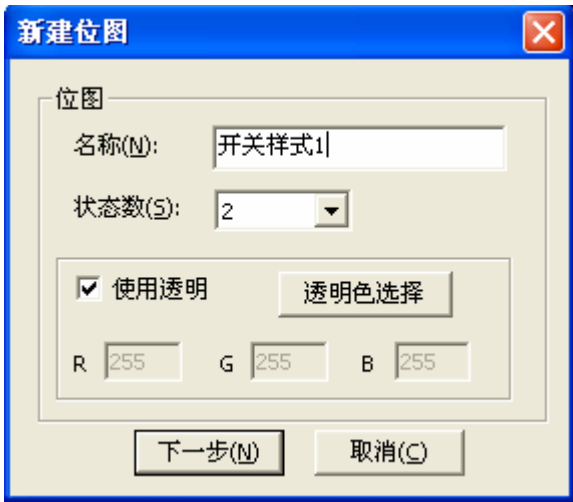 新建位图
位图
名称(N): 开关样式1
状态数(S): 2
使用透明 透明色选择
R 255 G 255 B 255
下一步(N) 取消(C)